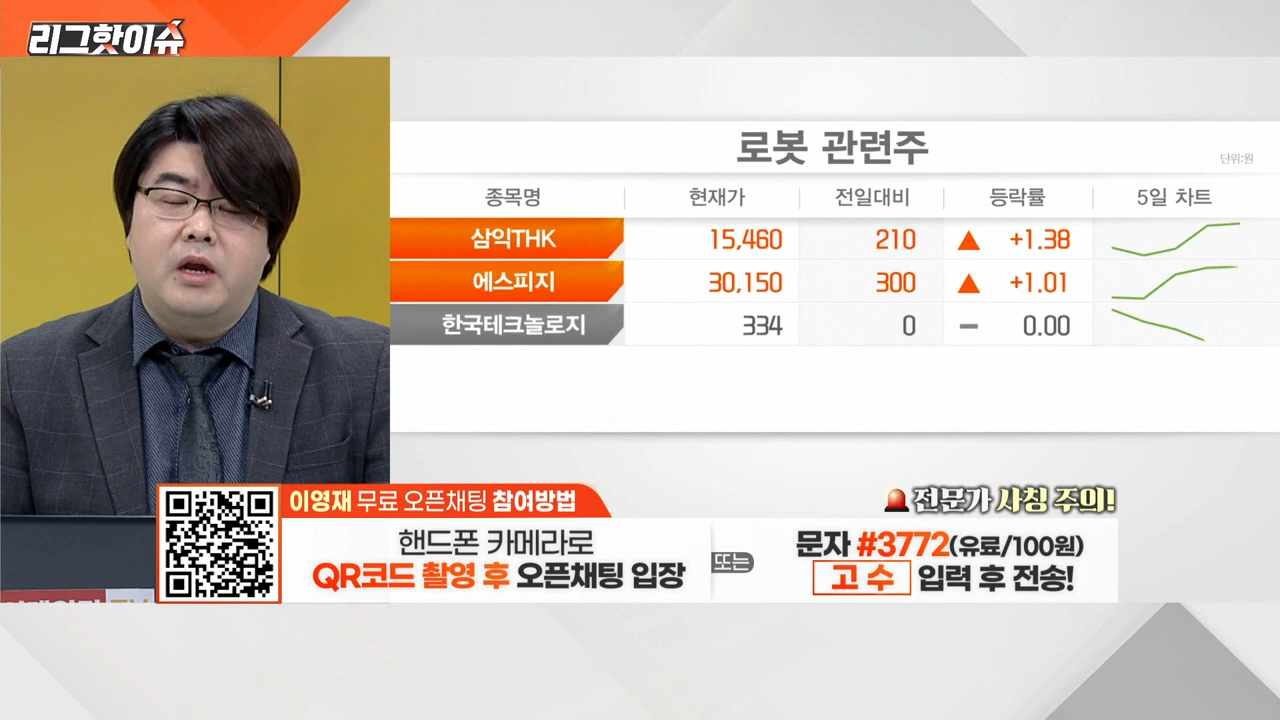 리그핫이슈
로봇 관련주
단위:원
종목명 현재가 전일대비 등락률 5일 차트
삼익THK 15,460 210 ▲ +1.38
에스피지 30,150 300 ▲ +1.01
한국테크놀로지 334 0 - 0.00
이영재 무료 오픈채팅 참여방법
전문가 사칭 주의!
핸드폰 카메라로
QR코드 촬영 후 오픈채팅 입장
또는
문자 #3772(유료/100원)
고 수 입력 후 전송!